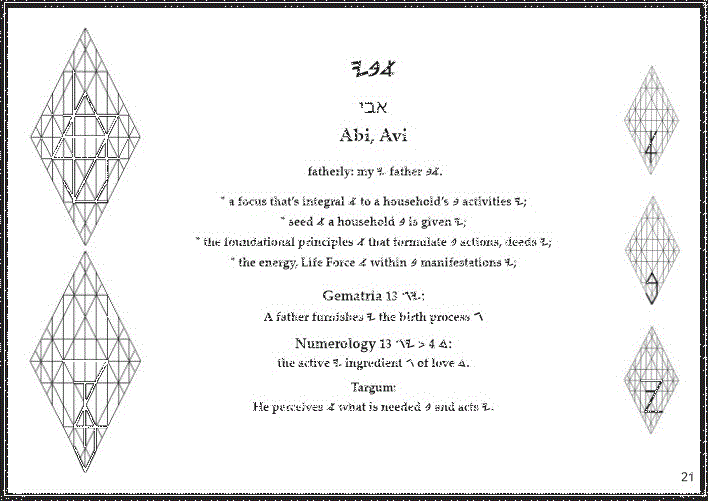 𐤀𐤁𐤉
אבי
Abi, Avi
fatherly: my 𐤉 father 𐤁𐤀.
* a focus that's integral 𐤀 to a household's 𐤁 activities 𐤉;
* seed 𐤀 a household 𐤁 is given 𐤉;
* the foundational principles 𐤀 that formulate 𐤁 actions, deeds 𐤉;
* the energy, Life Force 𐤀 within 𐤁 manifestations 𐤉;
Gematria 13 𐤂𐤉:
A father furnishes 𐤉 the birth process 𐤂
Numerology 13 𐤂𐤉 > 4 𐤃:
the active 𐤉 ingredient 𐤂 of love 𐤃.
Targum:
He perceives 𐤀 what is needed 𐤁 and acts 𐤉.
21